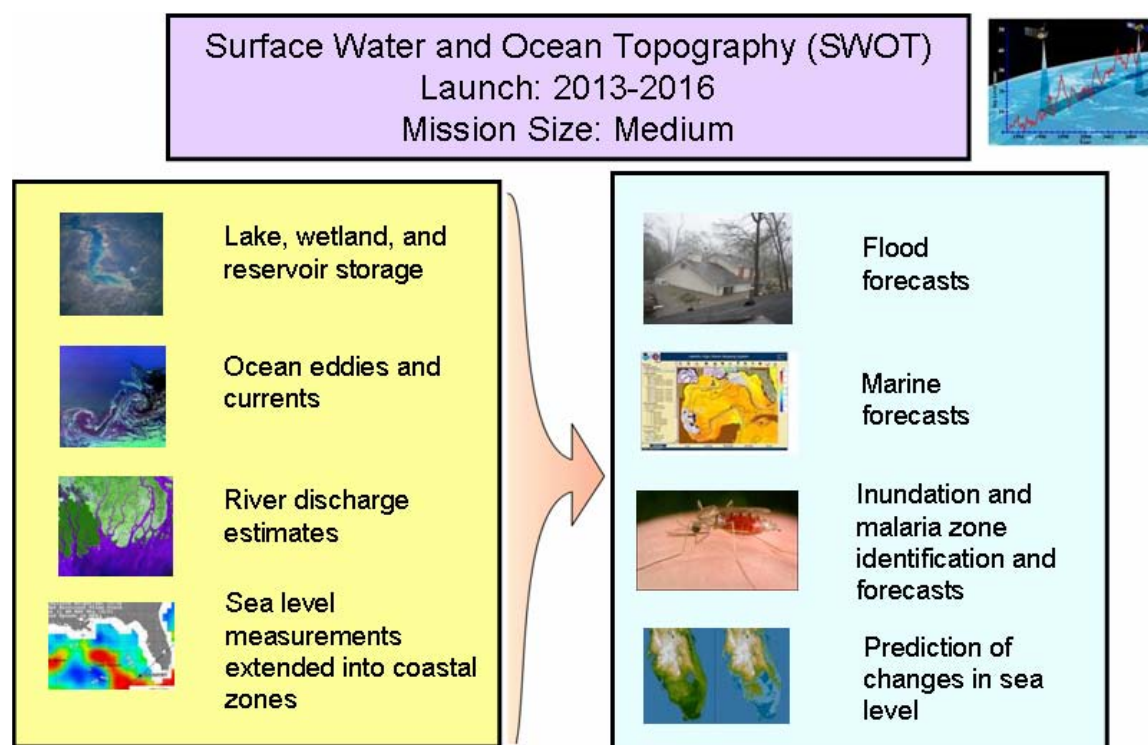 Surface Water and Ocean Topography (SWOT)
Launch: 2013-2016
Mission Size: Medium
Lake, wetland, and
reservoir storage
Ocean eddies and
currents
River discharge
estimates
Sea level
measurements
extended into coastal
zones
Flood
forecasts
Marine
forecasts
Inundation and
malaria zone
identification and
forecasts
Prediction of
changes in sea
level